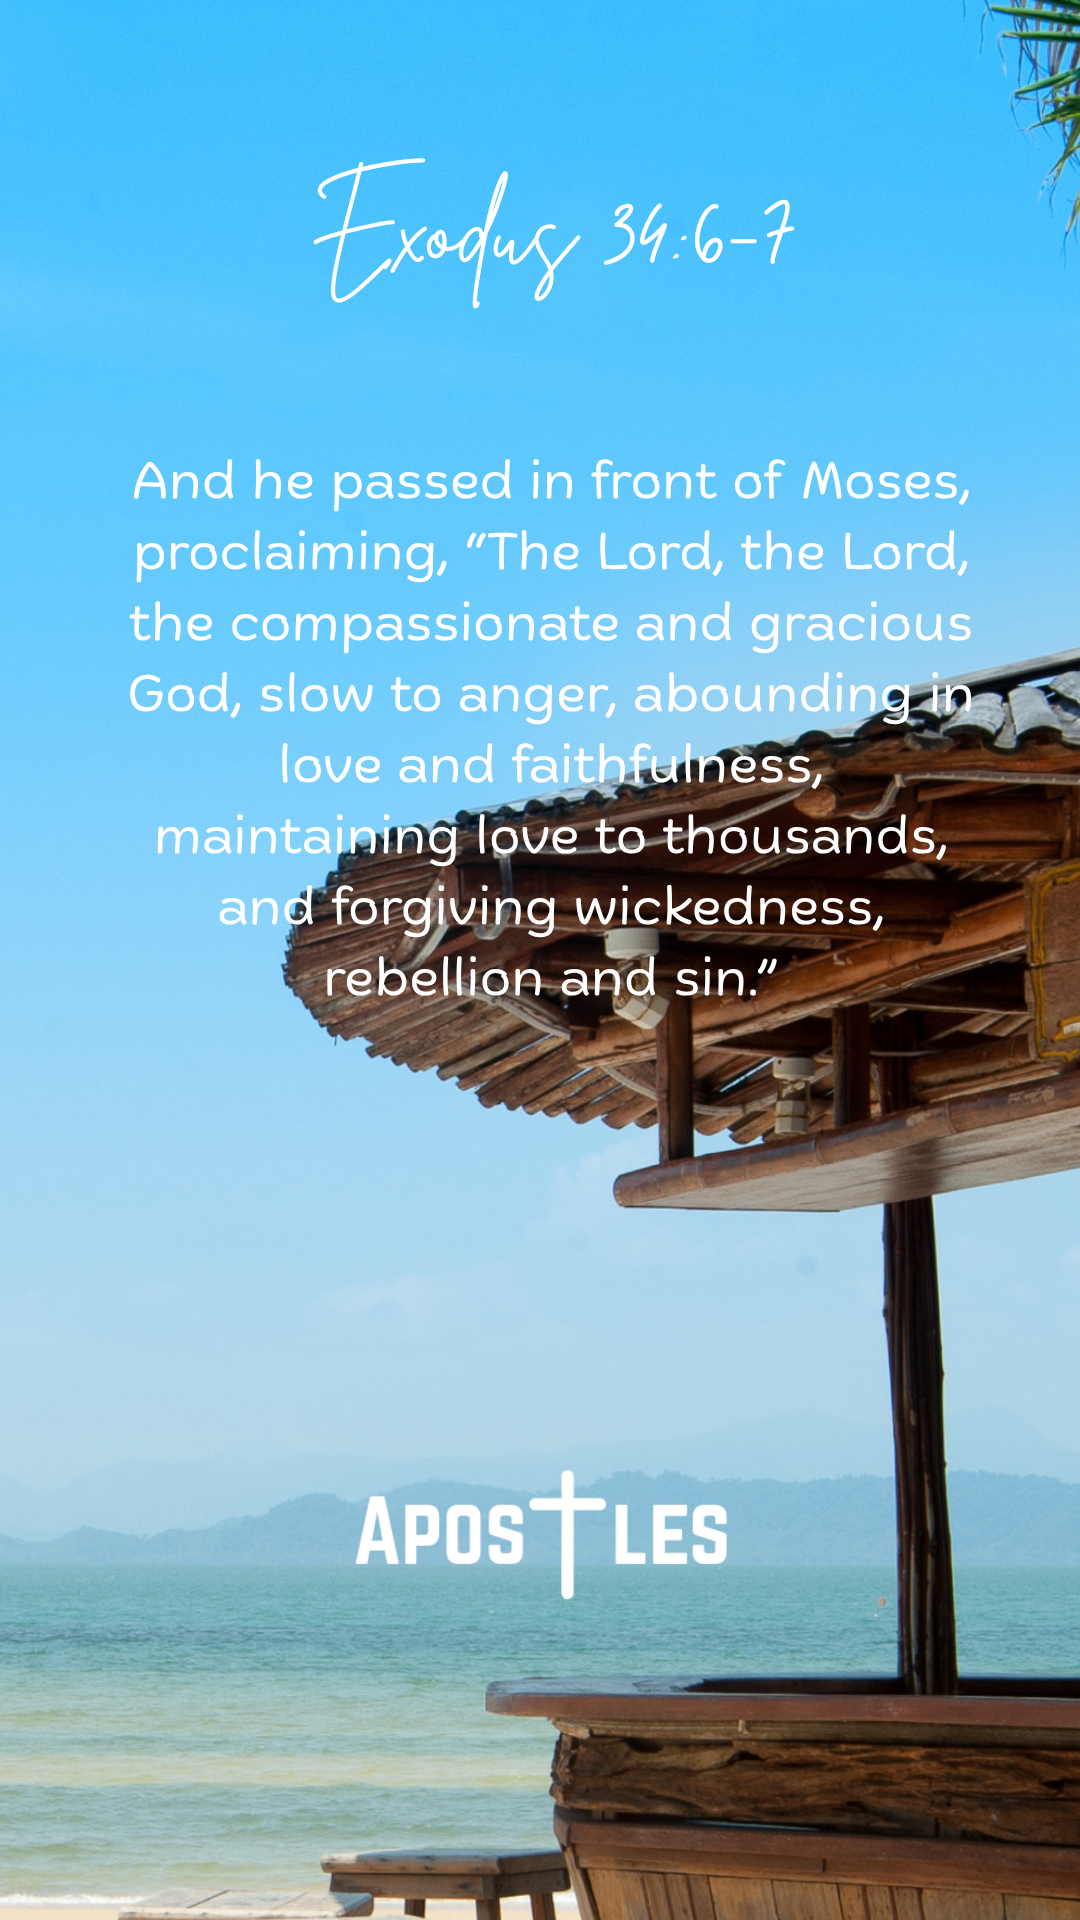 Exodus 34:6-7
And he passed in front of Moses,
proclaiming, “The Lord, the Lord,
the compassionate and gracious
God, slow to anger, abounding in
love and faithfulness,
maintaining love to thousands,
and forgiving wickedness,
rebellion and sin.”
APOSTLES